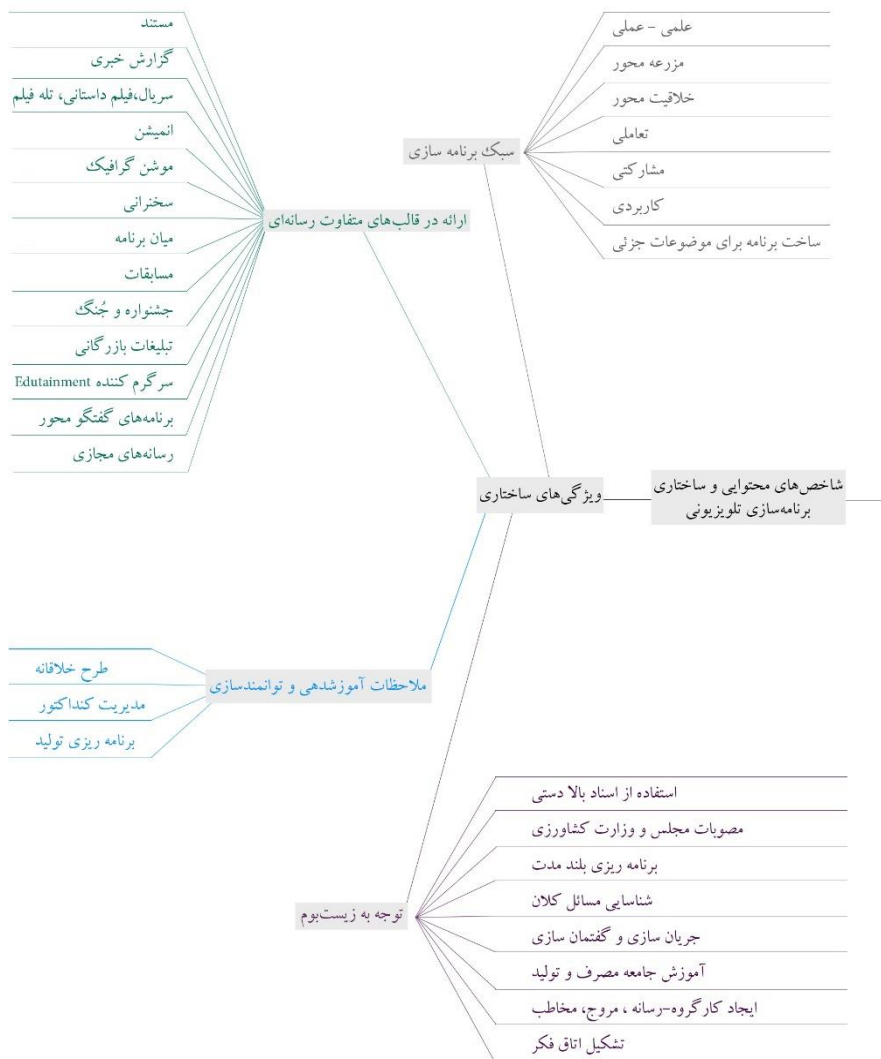 شاخص‌های محتوایی و ساختاری
برنامه‌سازی تلویزیونی
ویژگی‌های ساختاری
سبک برنامه سازی
علمی - عملی
مزرعه محور
خلاقیت محور
تعاملی
مشارکتی
کاربردی
ساخت برنامه برای موضوعات جزئی
ارائه در قالب‌های متفاوت رسانه‌ای
مستند
گزارش خبری
سریال،فیلم داستانی، تله فیلم
انمیشن
موشن گرافیک
سخنرانی
میان برنامه
مسابقات
جشنواره و جُنگ
تبلیغات بازرگانی
سرگرم کننده Edutainment
برنامه‌های گفتگو محور
رسانه‌های مجازی
ملاحظات آموزشدهی و توانمندسازی
طرح خلاقانه
مدیریت کنداکتور
برنامه ریزی تولید
توجه به زیست‌بوم
استفاده از اسناد بالا دستی
مصوبات مجلس و وزارت کشاورزی
برنامه ریزی بلند مدت
شناسایی مسائل کلان
جریان سازی و گفتمان سازی
آموزش جامعه مصرف و تولید
ایجاد کارگروه-رسانه ، مروج، مخاطب
تشکیل اتاق فکر